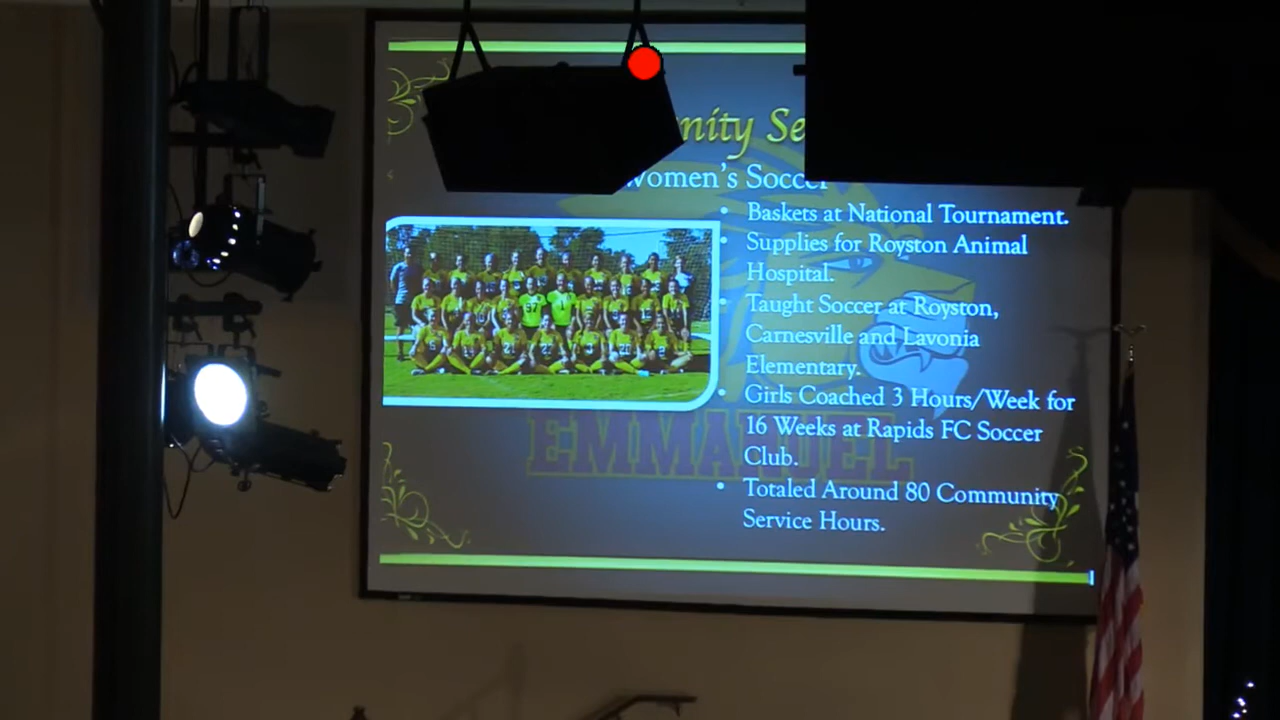 nity Se
Women's Soccer
• Baskets at National Tournament.
• Supplies for Royston Animal
Hospital.
• Taught Soccer at Royston,
Carnesville and Lavonia
Elementary.
• Girls Coached 3 Hours/Week for
16 Weeks at Rapids FC Soccer
Club.
• Totaled Around 80 Community
Service Hours.
EMMANUEL